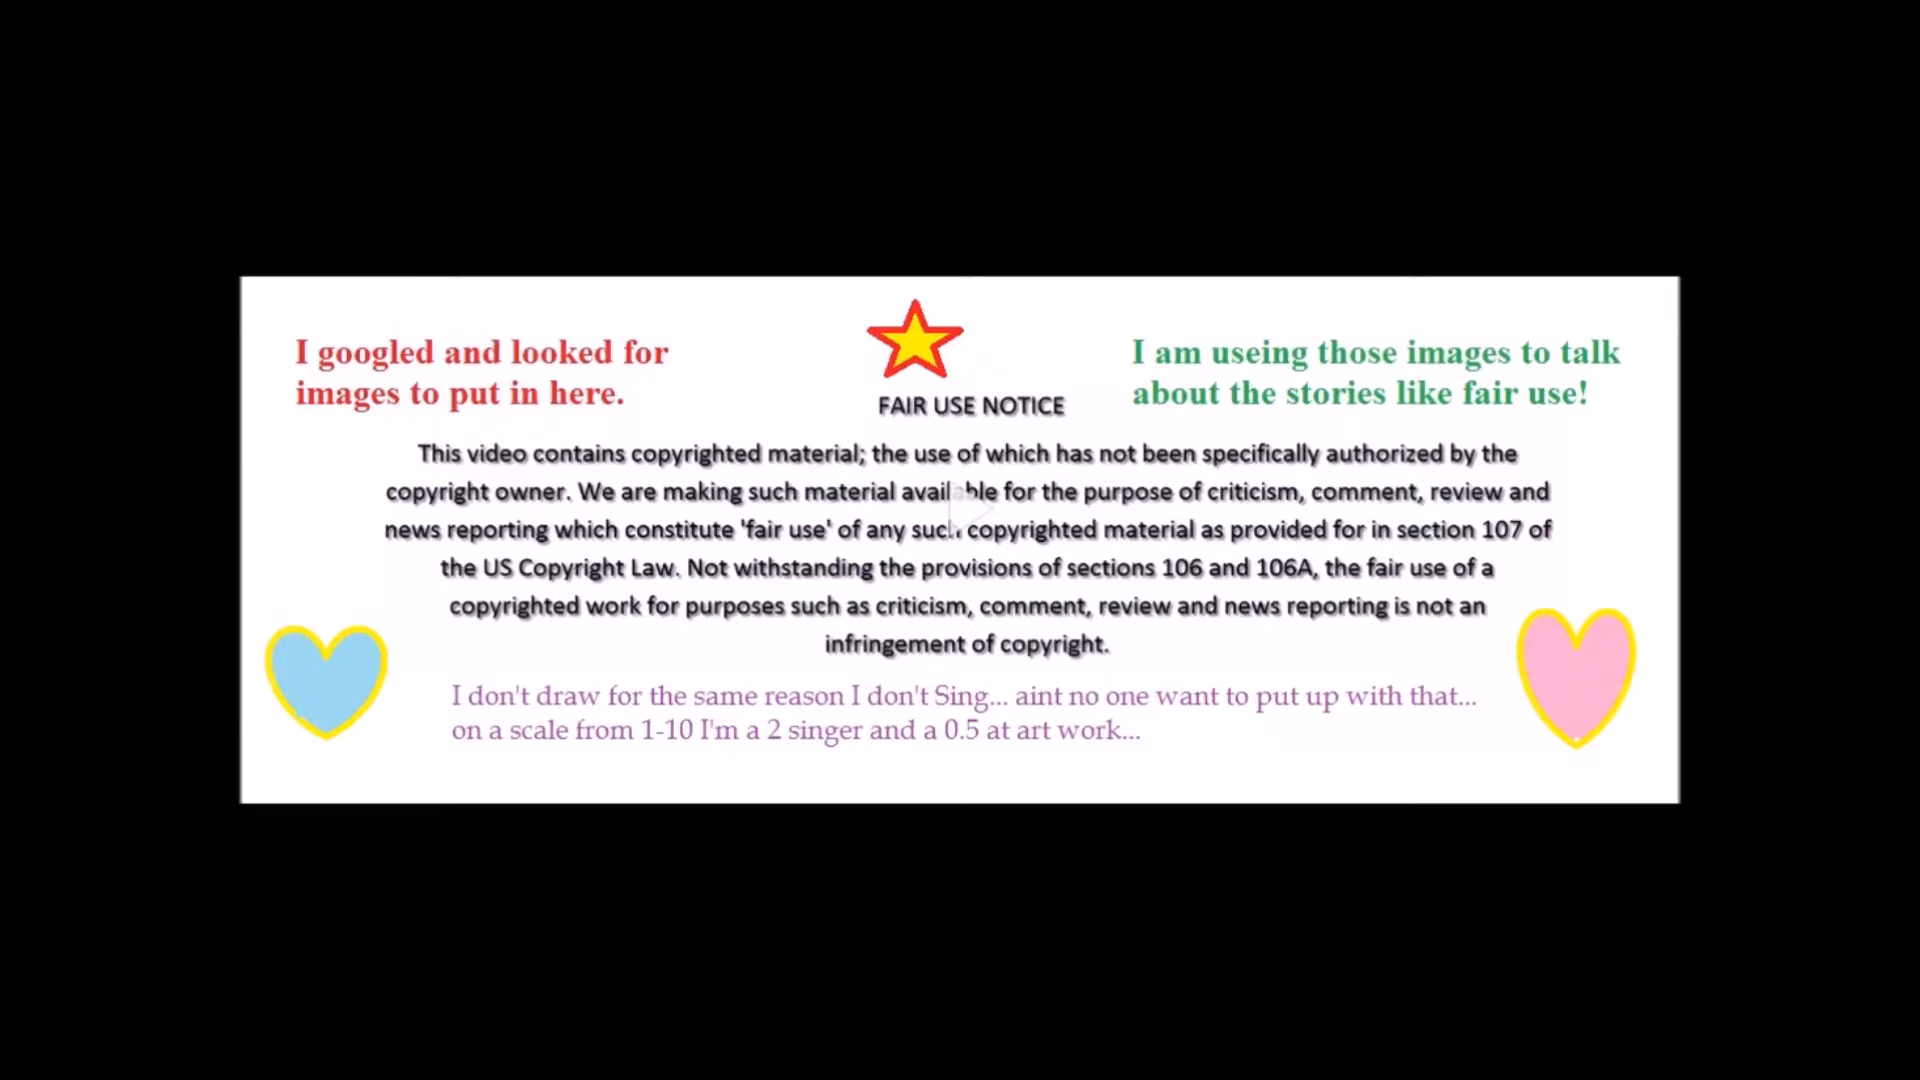 I googled and looked for
images to put in here.
I am useing those images to talk
about the stories like fair use!
FAIR USE NOTICE
This video contains copyrighted material; the use of which has not been specifically authorized by the
copyright owner. We are making such material available for the purpose of criticism, comment, review and
news reporting which constitute 'fair use' of any such copyrighted material as provided for in section 107 of
the US Copyright Law. Not withstanding the provisions of sections 106 and 106A, the fair use of a
copyrighted work for purposes such as criticism, comment, review and news reporting is not an
infringement of copyright.
I don't draw for the same reason I don't Sing... aint no one want to put up with that...
on a scale from 1-10 I'm a 2 singer and a 0.5 at art work...